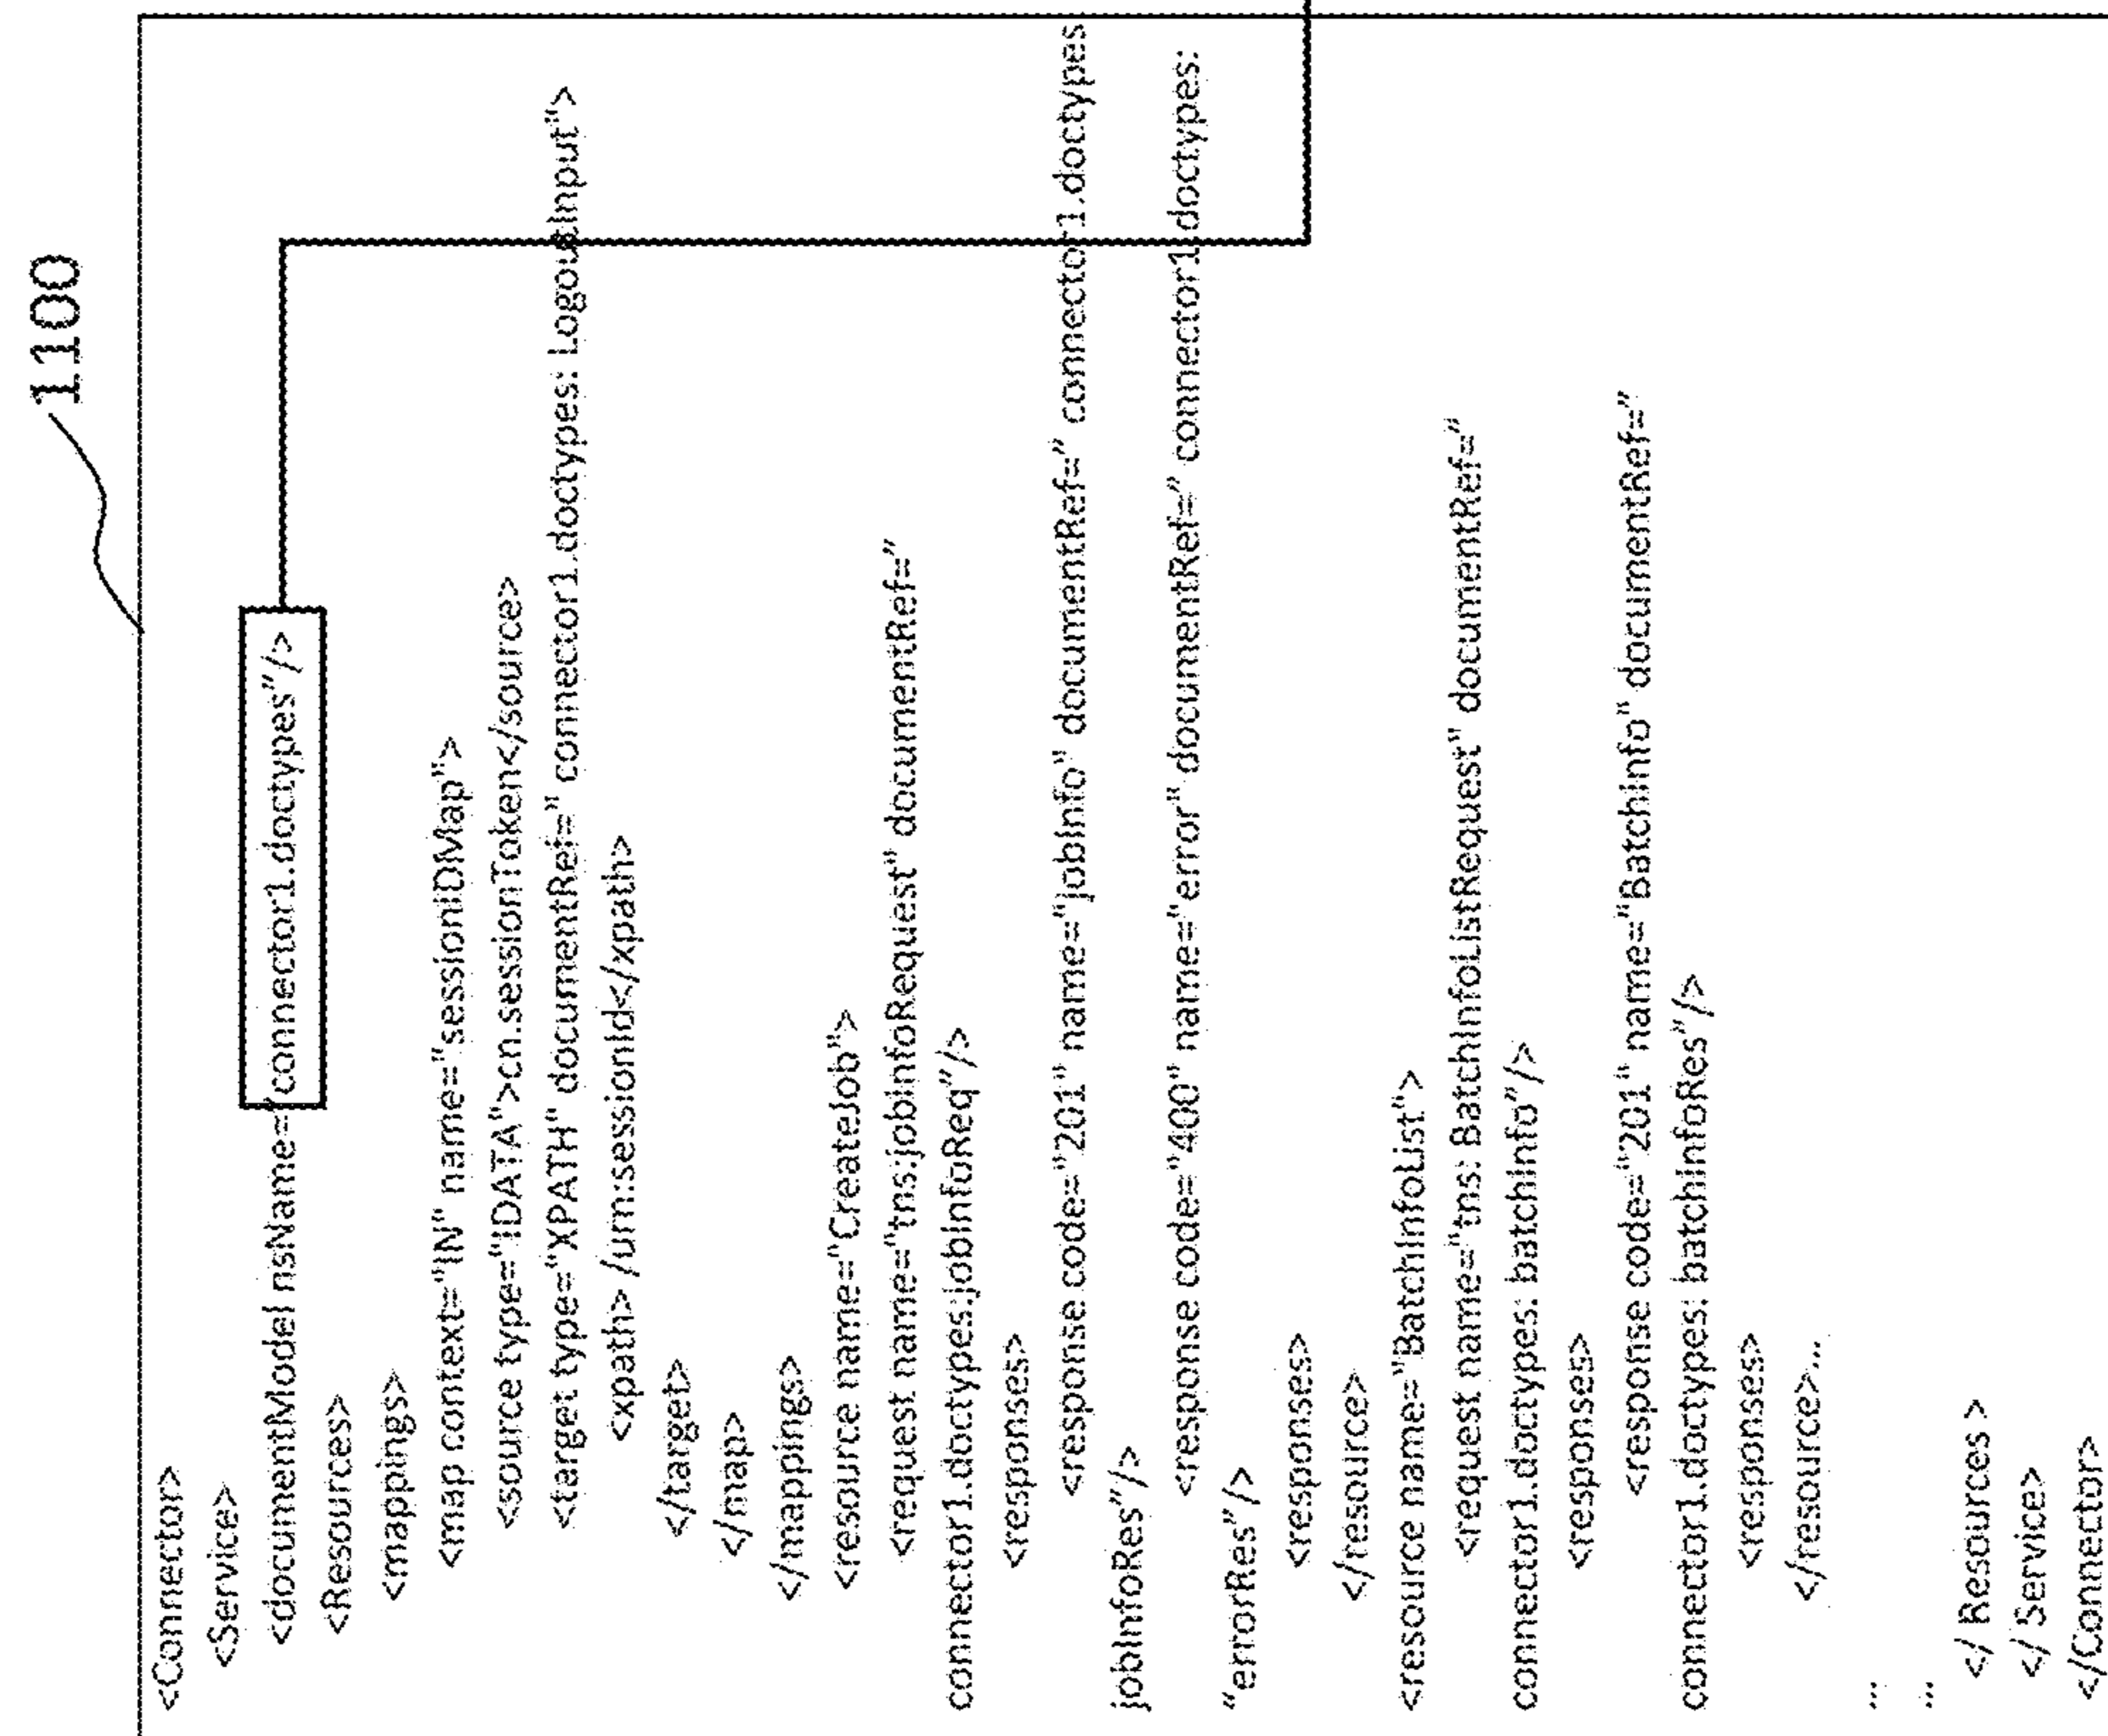 1100
<Connector>
<Service>
<documentModel nsName="connector1.doctypes"/>
<Resources>
<mappings>
<map context="IN" name="sessionIDMap">
<source type="IDATA">cn.sessionToken</source>
<target type="XPATH" documentRef=" connector1.doctypes: LogoutInput">
<xpath> /urn:sessionId</xpath>
</target>
</map>
</mappings>
<resource name="CreateJob">
<request name="tns:jobInfoRequest" documentRef="
connector1.doctypes:jobInfoReq"/>
<responses>
<response code="201" name="jobInfo" documentRef=" connector1.doctypes
jobInfoRes"/>
<response code="400" name="error" documentRef=" connector1.doctypes:
"errorRes"/>
<responses>
</resource>
<resource name="BatchInfoList">
<request name="tns: BatchInfoListRequest" documentRef="
connector1.doctypes: batchInfo"/>
<responses>
<response code="201" name="BatchInfo" documentRef="
connector1.doctypes: batchInfoRes"/>
<responses>
</resource>...
...
...
</ Resources >
</ Service>
</Connector>